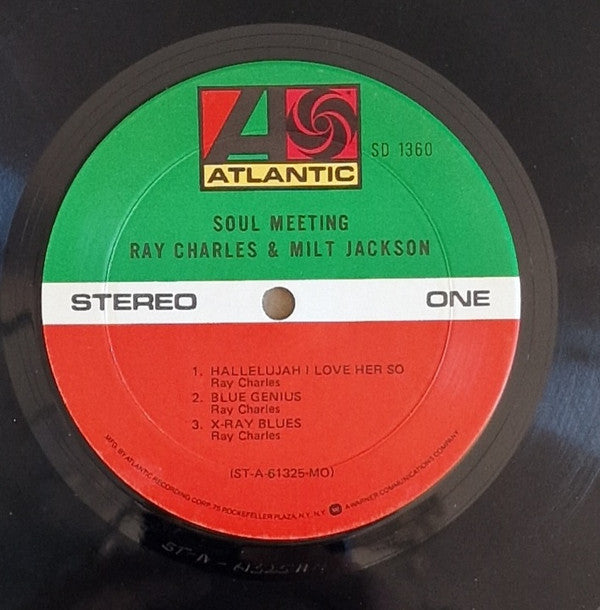 ATLANTIC
SD 1360
SOUL MEETING
RAY CHARLES & MILT JACKSON
STEREO
ONE
1. HALLELUJAH I LOVE HER SO
Ray Charles
2. BLUE GENIUS
Ray Charles
3. X-RAY BLUES
Ray Charles
(ST-A-61325-MO)
MFG. BY ATLANTIC RECORDING CORP. 75 ROCKEFELLER PLAZA, N.Y., N.Y. A WARNER COMMUNICATIONS COMPANY